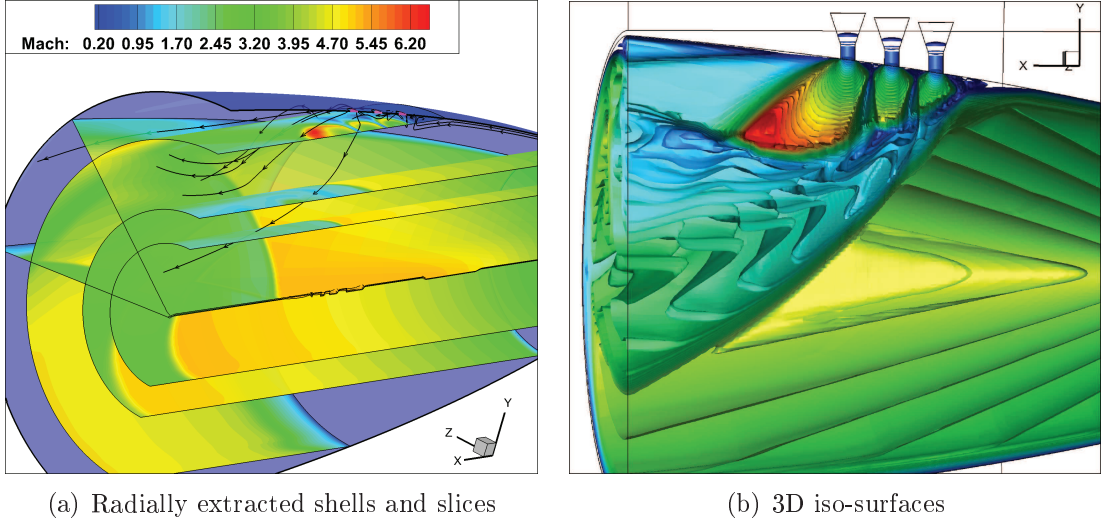 Mach: 0.20 0.95 1.70 2.45 3.20 3.95 4.70 5.45 6.20
Y
Z
X
Y
X
Z
(a) Radially extracted shells and slices
(b) 3D iso-surfaces